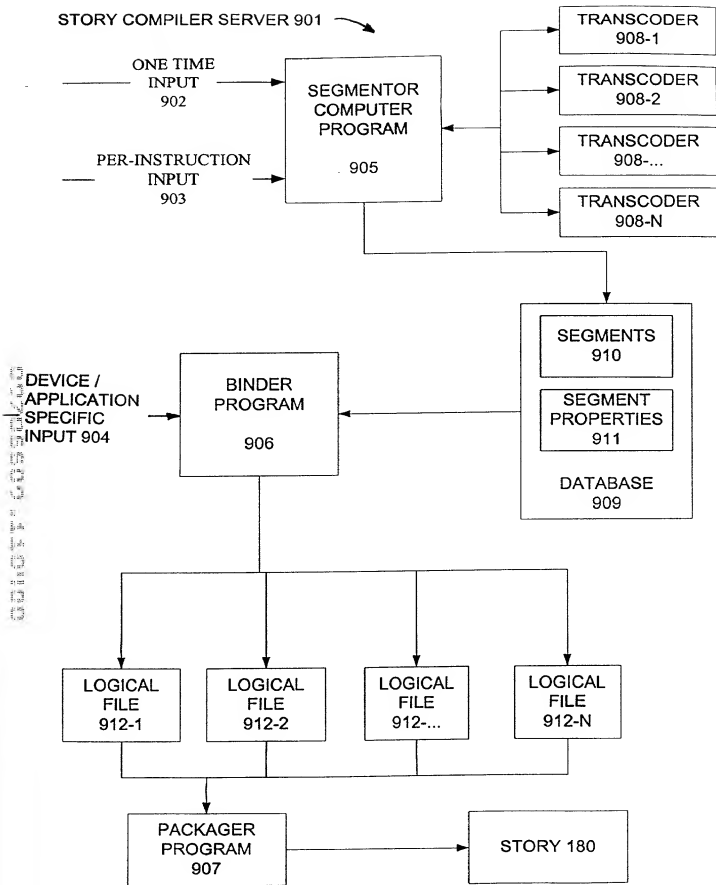 STORY COMPILER SERVER 901
ONE TIME
INPUT
902
PER-INSTRUCTION
INPUT
903
SEGMENTOR
COMPUTER
PROGRAM
905
TRANSCODER
908-1
TRANSCODER
908-2
TRANSCODER
908-...
TRANSCODER
908-N
DEVICE /
APPLICATION
SPECIFIC
INPUT 904
BINDER
PROGRAM
906
SEGMENTS
910
SEGMENT
PROPERTIES
911
DATABASE
909
LOGICAL
FILE
912-1
LOGICAL
FILE
912-2
LOGICAL
FILE
912-...
LOGICAL
FILE
912-N
PACKAGER
PROGRAM
907
STORY 180